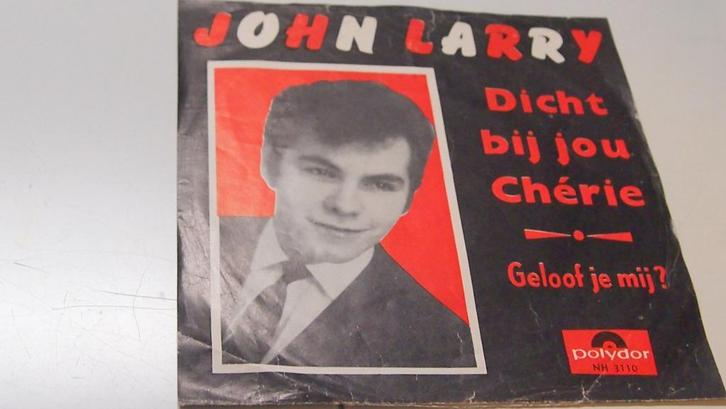 JOHN LARRY
Dicht
bij jou
Chérie
Geloof je mij?
polydor
NH 3110